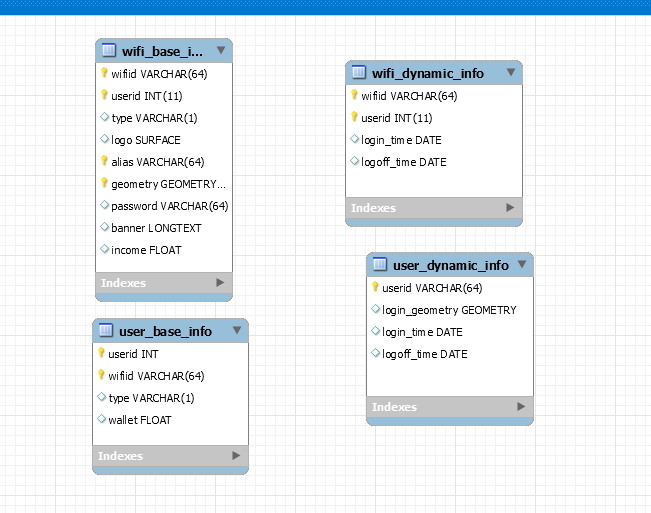 wifi_base_i...
wifiid VARCHAR(64)
userid INT(11)
type VARCHAR(1)
logo SURFACE
alias VARCHAR(64)
geometry GEOMETRY...
password VARCHAR(64)
banner LONGTEXT
income FLOAT
Indexes
wifi_dynamic_info
wifiid VARCHAR(64)
userid INT(11)
login_time DATE
logoff_time DATE
Indexes
user_base_info
userid INT
wifiid VARCHAR(64)
type VARCHAR(1)
wallet FLOAT
Indexes
user_dynamic_info
userid VARCHAR(64)
login_geometry GEOMETRY
login_time DATE
logoff_time DATE
Indexes